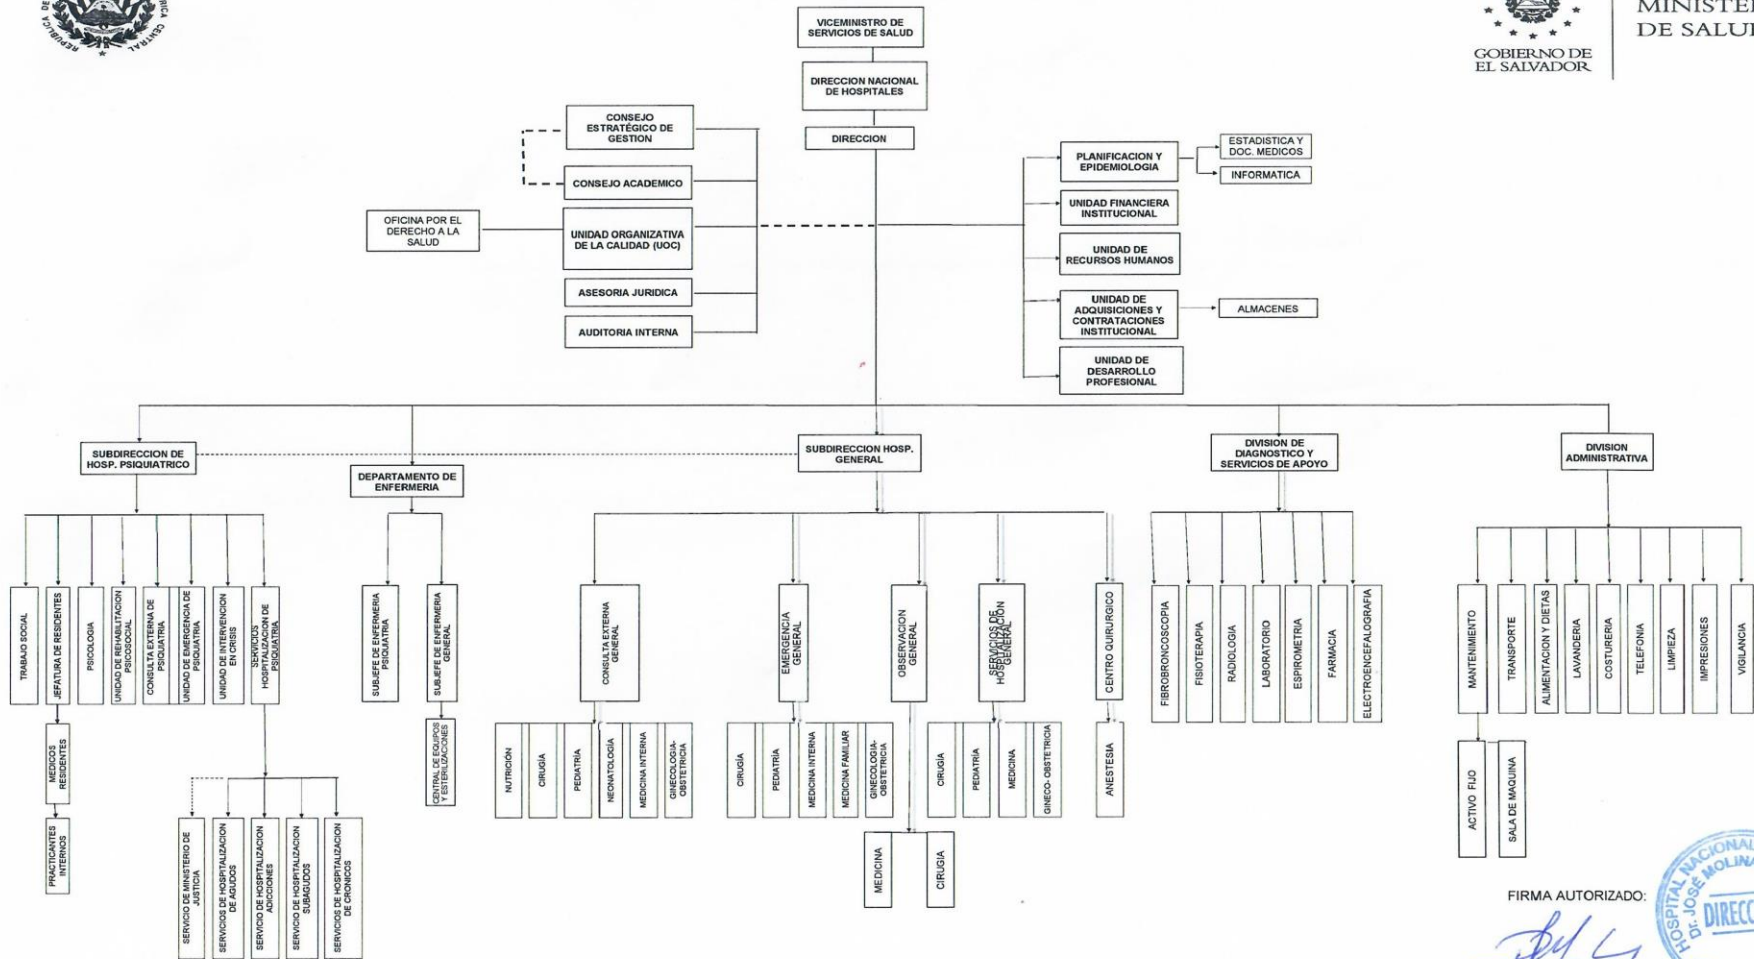 REPUBLICA DE
RICA CENTRAL
VICEMINISTRO DE
SERVICIOS DE SALUD
GOBIERNO DE
EL SALVADOR
MINISTER
DE SALUD
DIRECCION NACIONAL
DE HOSPITALES
DIRECCION
CONSEJO
ESTRATÉGICO DE
GESTION
CONSEJO ACADEMICO
OFICINA POR EL
DERECHO A LA
SALUD
UNIDAD ORGANIZATIVA
DE LA CALIDAD (UOC)
ASESORIA JURIDICA
AUDITORIA INTERNA
PLANIFICACION Y
EPIDEMIOLOGIA
ESTADISTICA Y
DOC. MEDICOS
INFORMATICA
UNIDAD FINANCIERA
INSTITUCIONAL
UNIDAD DE
RECURSOS HUMANOS
UNIDAD DE
ADQUISICIONES Y
CONTRATACIONES
INSTITUCIONAL
ALMACENES
UNIDAD DE
DESARROLLO
PROFESIONAL
SUBDIRECCION DE
HOSP. PSIQUIATRICO
DEPARTAMENTO DE
ENFERMERIA
SUBDIRECCION HOSP.
GENERAL
DIVISION DE
DIAGNOSTICO Y
SERVICIOS DE APOYO
DIVISION
ADMINISTRATIVA
TRABAJO SOCIAL
JEFATURA DE RESIDENTES
PSICOLOGIA
UNIDAD DE REHABILITACION
PSICOSOCIAL
CONSULTA EXTERNA DE
PSIQUIATRIA
UNIDAD DE EMERGENCIA DE
PSIQUIATRIA
UNIDAD DE INTERVENCION
EN CRISIS
SERVICIOS
HOSPITALIZACION DE
PSIQUIATRIA
SUBJEFE DE ENFERMERIA
PSIQUIATRIA
SUBJEFE DE ENFERMERIA
GENERAL
CONSULTA EXTERNA
GENERAL
EMERGENCIA
GENERAL
OBSERVACION
GENERAL
SERVICIOS DE
HOSPITALIZACIÓN
GENERAL
CENTRO QUIRURGICO
FIBROBRONCOSCOPIA
FISIOTERAPIA
RADIOLOGIA
LABORATORIO
ESPIROMETRIA
FARMACIA
ELECTROENCEFALOGRAFIA
MANTENIMIENTO
TRANSPORTE
ALIMENTACION Y DIETAS
LAVANDERIA
COSTURERIA
TELEFONIA
LIMPIEZA
IMPRESIONES
VIGILANCIA
MEDICOS
RESIDENTES
CENTRAL DE EQUIPOS
Y ESTERILIZACIONES
NUTRICIÓN
CIRUGÍA
PEDIATRÍA
NEONATOLOGÍA
MEDICINA INTERNA
GINECOLOGIA-
OBSTETRICIA
CIRUGÍA
PEDIATRÍA
MEDICINA INTERNA
MEDICINA FAMILIAR
GINECOLOGIA-
OBSTETRICIA
CIRUGÍA
PEDIATRÍA
MEDICINA
GINECO- OBSTETRICIA
ANESTESIA
ACTIVO FIJO
SALA DE MAQUINA
PRACTICANTES
INTERNOS
SERVICIO DE MINISTERIO DE
JUSTICIA
SERVICIOS DE HOSPITALIZACION
DE AGUDOS
SERVICIO DE HOSPITALIZACION
ADICCIONES
SERVICIO DE HOSPITALIZACION
SUBAGUDOS
SERVICIOS DE HOSPITALIZACION
DE CRONICOS
MEDICINA
CIRUGIA
FIRMA AUTORIZADO:
HOSPITAL NACIONAL
Dr. JOSÉ MOLINA
DIRECC